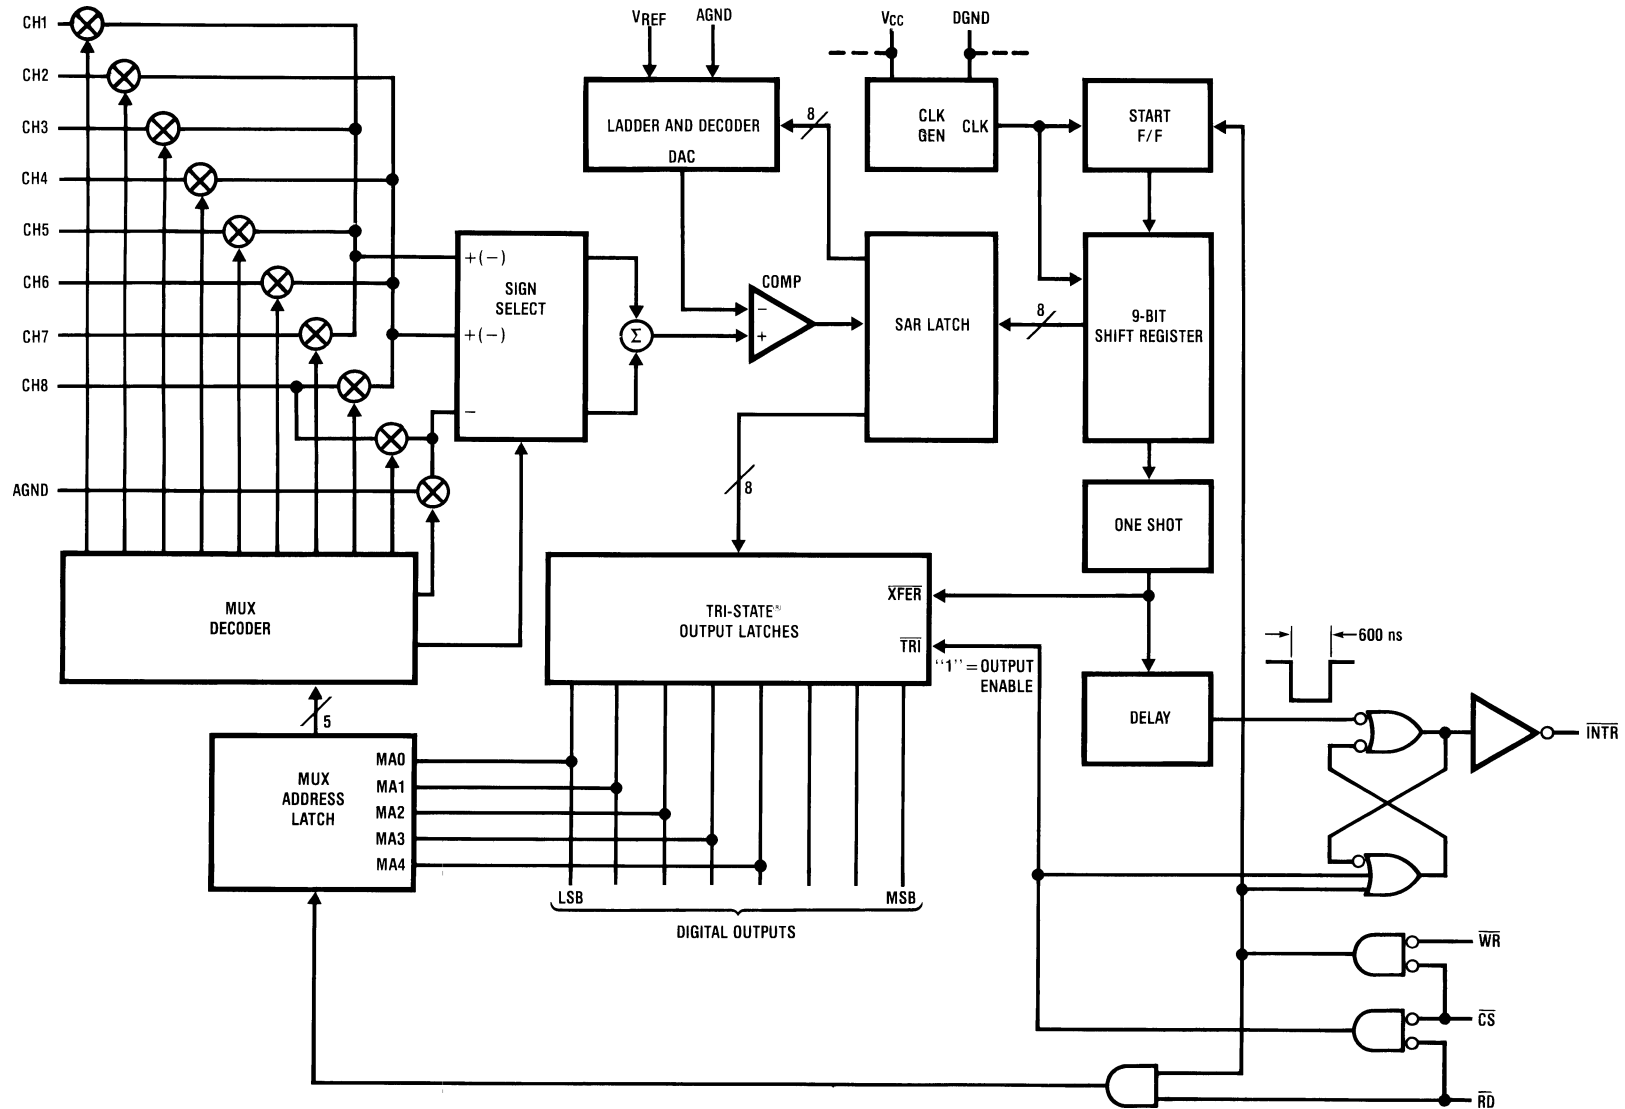 CH1
CH2
CH3
CH4
CH5
CH6
CH7
CH8
AGND
VREF
AGND
VCC
DGND
LADDER AND DECODER
DAC
8
CLK
GEN
CLK
START
F/F
+(−)
SIGN
SELECT
+(−)
−
Σ
COMP
−
+
SAR LATCH
8
9-BIT
SHIFT REGISTER
8
ONE SHOT
MUX
DECODER
TRI-STATE®
OUTPUT LATCHES
XFER
TRI
"1" = OUTPUT
ENABLE
600 ns
DELAY
INTR
5
MUX
ADDRESS
LATCH
MA0
MA1
MA2
MA3
MA4
LSB
MSB
DIGITAL OUTPUTS
WR
CS
RD